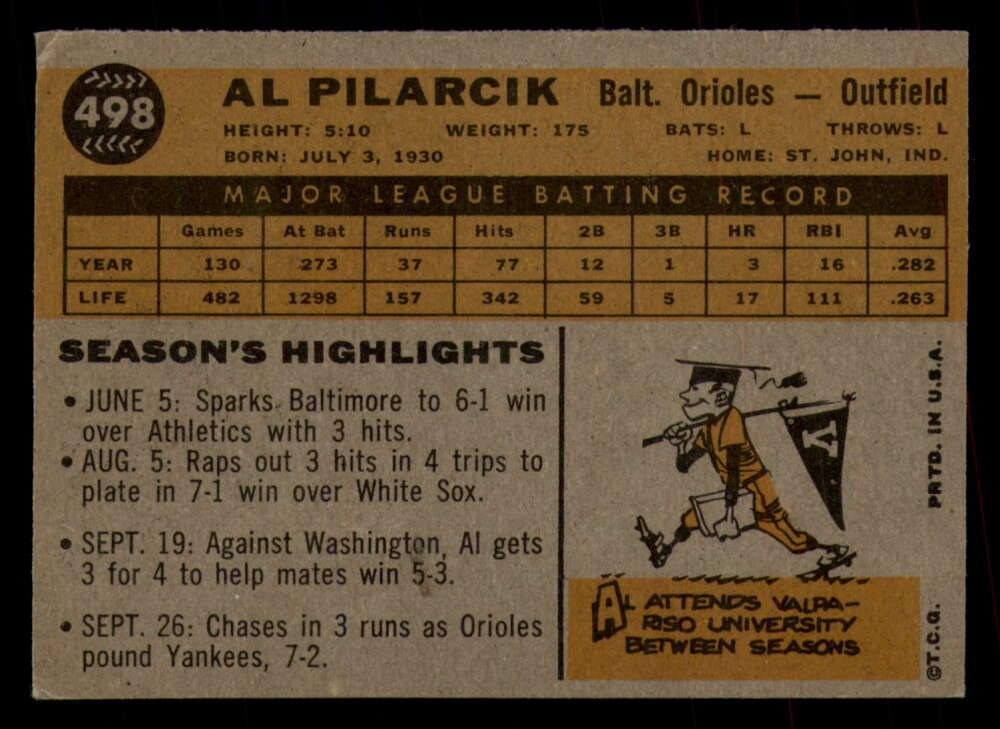 498
AL PILARCIK Balt. Orioles — Outfield
HEIGHT: 5:10 WEIGHT: 175 BATS: L THROWS: L
BORN: JULY 3, 1930 HOME: ST. JOHN, IND.
MAJOR LEAGUE BATTING RECORD
Games At Bat Runs Hits 2B 3B HR RBI Avg
YEAR 130 273 37 77 12 1 3 16 .282
LIFE 482 1298 157 342 59 5 17 111 .263
SEASON'S HIGHLIGHTS
• JUNE 5: Sparks Baltimore to 6-1 win
over Athletics with 3 hits.
• AUG. 5: Raps out 3 hits in 4 trips to
plate in 7-1 win over White Sox.
• SEPT. 19: Against Washington, Al gets
3 for 4 to help mates win 5-3.
• SEPT. 26: Chases in 3 runs as Orioles
pound Yankees, 7-2.
V
AL ATTENDS VALPA-
RISO UNIVERSITY
BETWEEN SEASONS
PRTD. IN U.S.A.
©T.C.G.